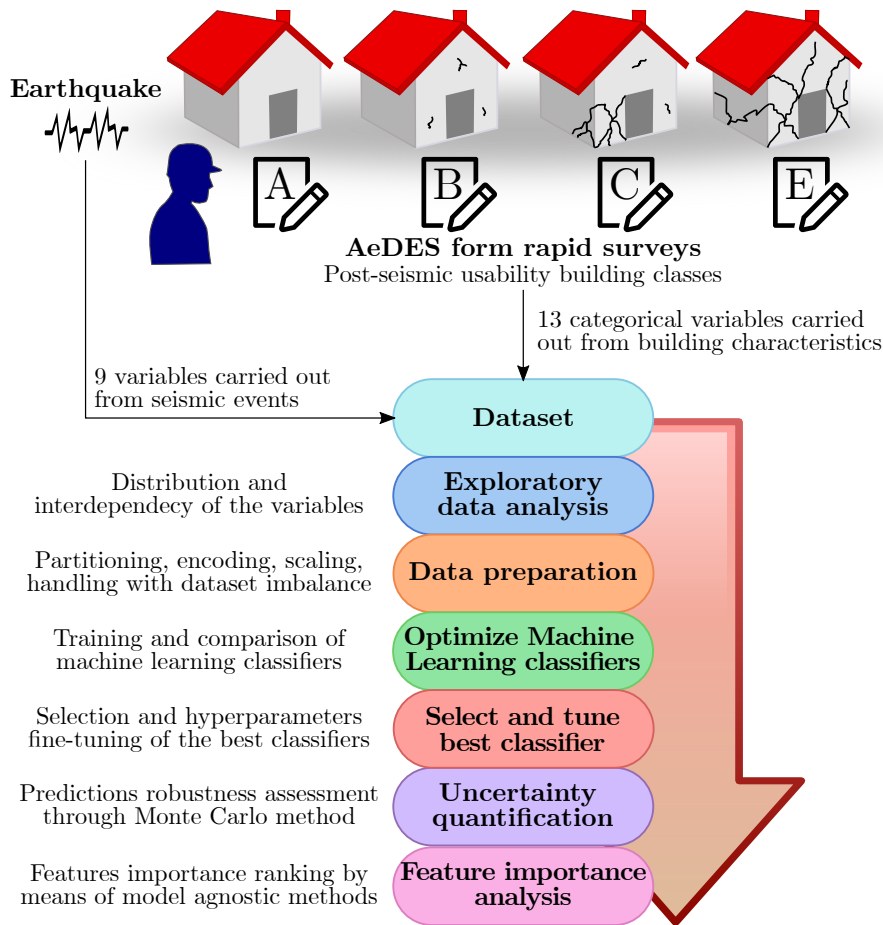 Earthquake
A
B
C
E
AeDES form rapid surveys
Post-seismic usability building classes
13 categorical variables carried
out from building characteristics
9 variables carried out
from seismic events
Dataset
Distribution and
interdependecy of the variables
Exploratory
data analysis
Partitioning, encoding, scaling,
handling with dataset imbalance
Data preparation
Training and comparison of
machine learning classifiers
Optimize Machine
Learning classifiers
Selection and hyperparameters
fine-tuning of the best classifiers
Select and tune
best classifier
Predictions robustness assessment
through Monte Carlo method
Uncertainty
quantification
Features importance ranking by
means of model agnostic methods
Feature importance
analysis